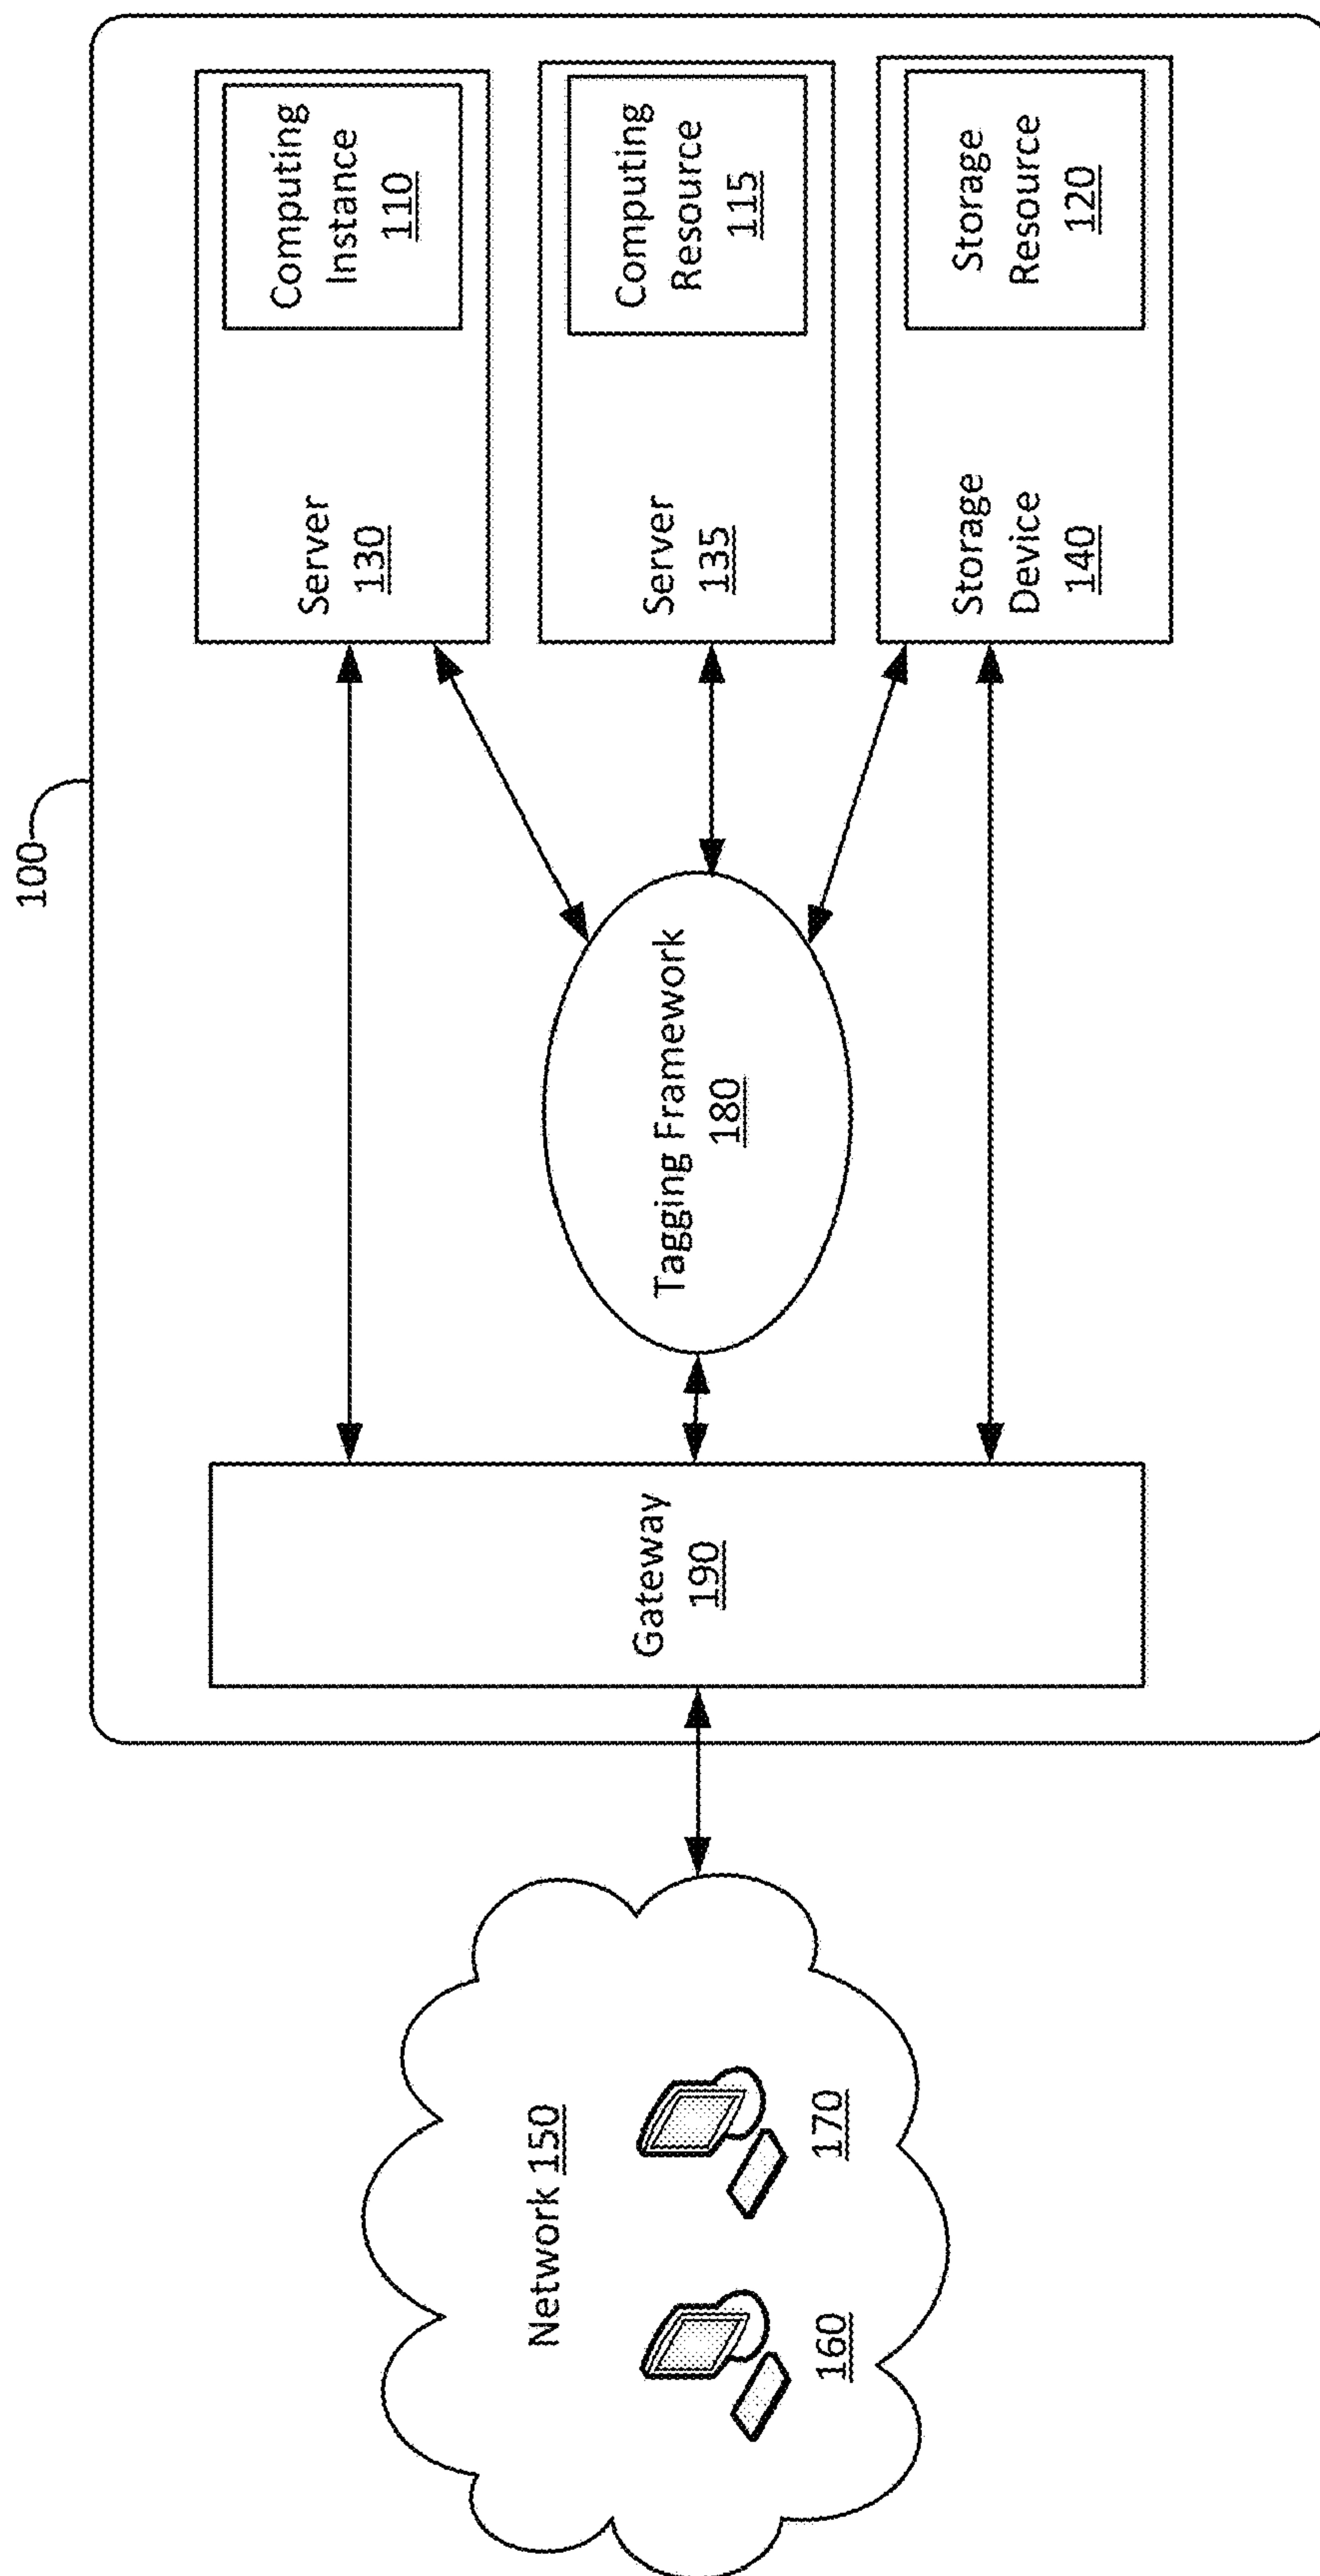 100
Network 150
160
170
Gateway
190
Tagging Framework
180
Server
130
Computing
Instance
110
Server
135
Computing
Resource
115
Storage
Device
140
Storage
Resource
120